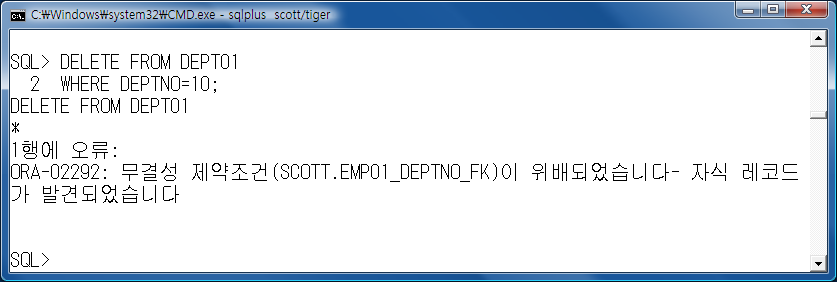 C:₩Windows₩system32₩CMD.exe - sqlplus  scott/tiger
SQL> DELETE FROM DEPT01
  2  WHERE DEPTNO=10;
DELETE FROM DEPT01
*
1행에 오류:
ORA-02292: 무결성 제약조건(SCOTT.EMP01_DEPTNO_FK)이 위배되었습니다- 자식 레코드
가 발견되었습니다
SQL>